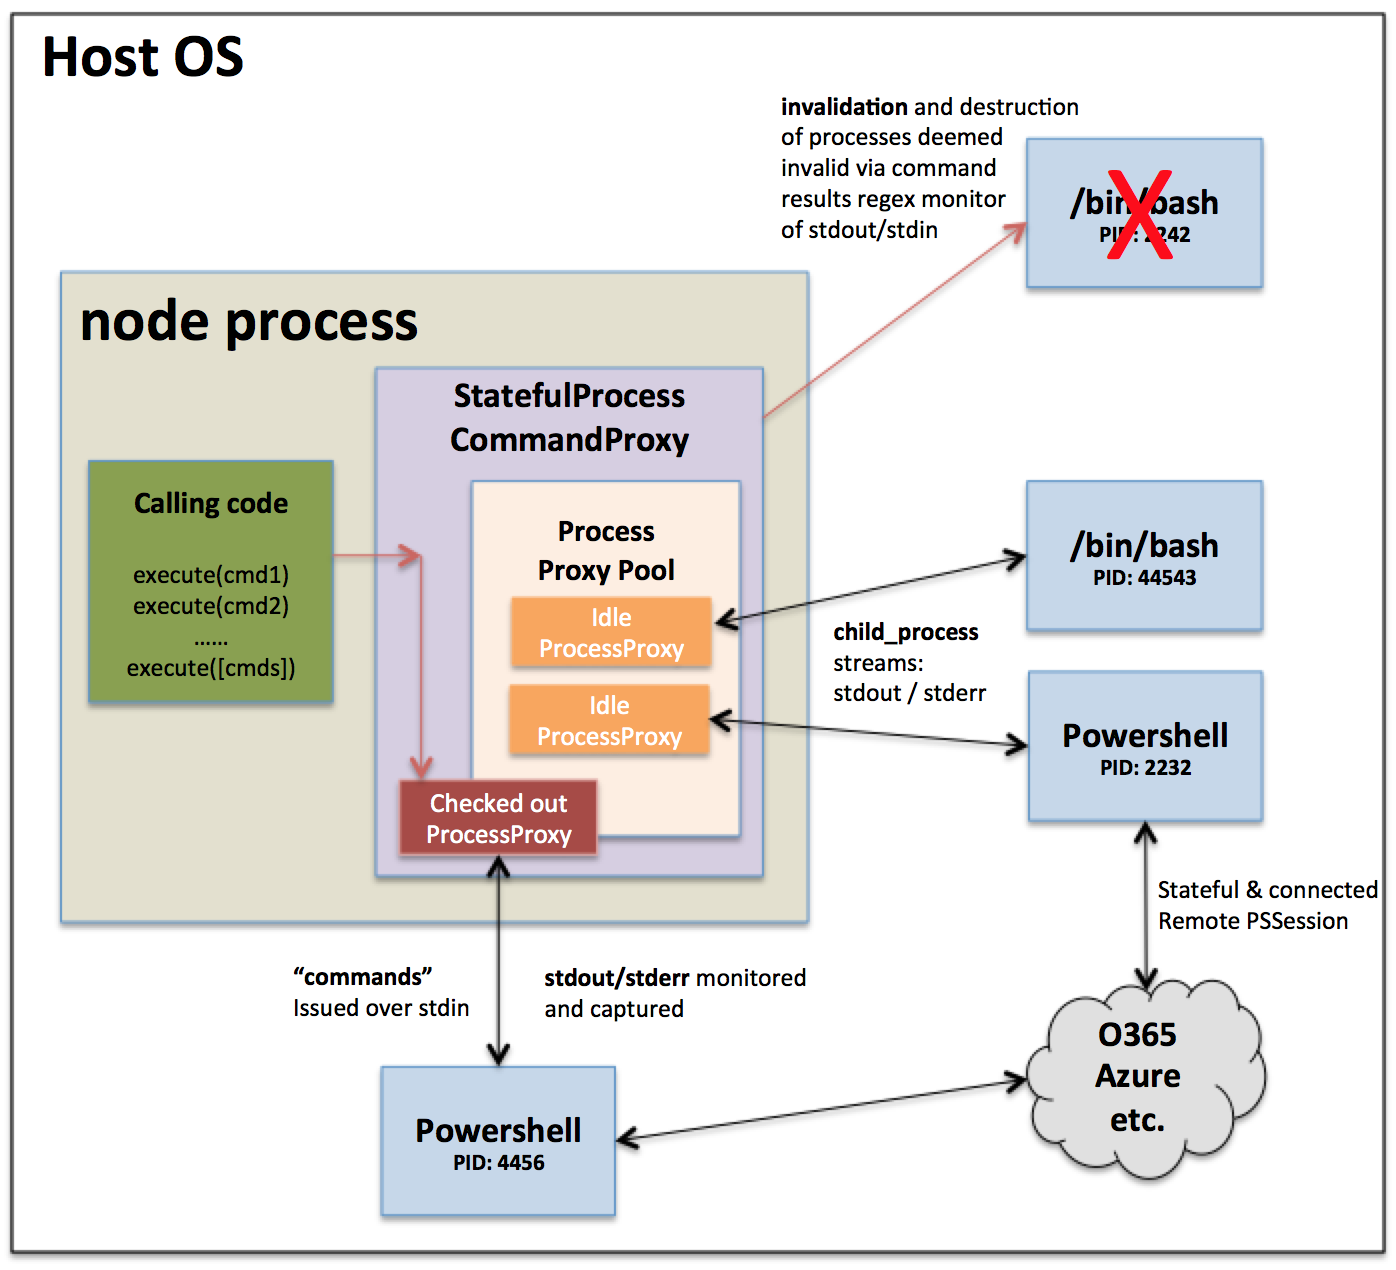 Host OS
invalidation and destruction
of processes deemed
invalid via command
results regex monitor
of stdout/stdin
/bin/bash
PID: 2242
node process
StatefulProcess
CommandProxy
Calling code
execute(cmd1)
execute(cmd2)
......
execute([cmds])
Process
Proxy Pool
Idle
ProcessProxy
Idle
ProcessProxy
Checked out
ProcessProxy
/bin/bash
PID: 44543
child_process
streams:
stdout / stderr
Powershell
PID: 2232
Stateful & connected
Remote PSSession
“commands”
Issued over stdin
stdout/stderr monitored
and captured
O365
Azure
etc.
Powershell
PID: 4456